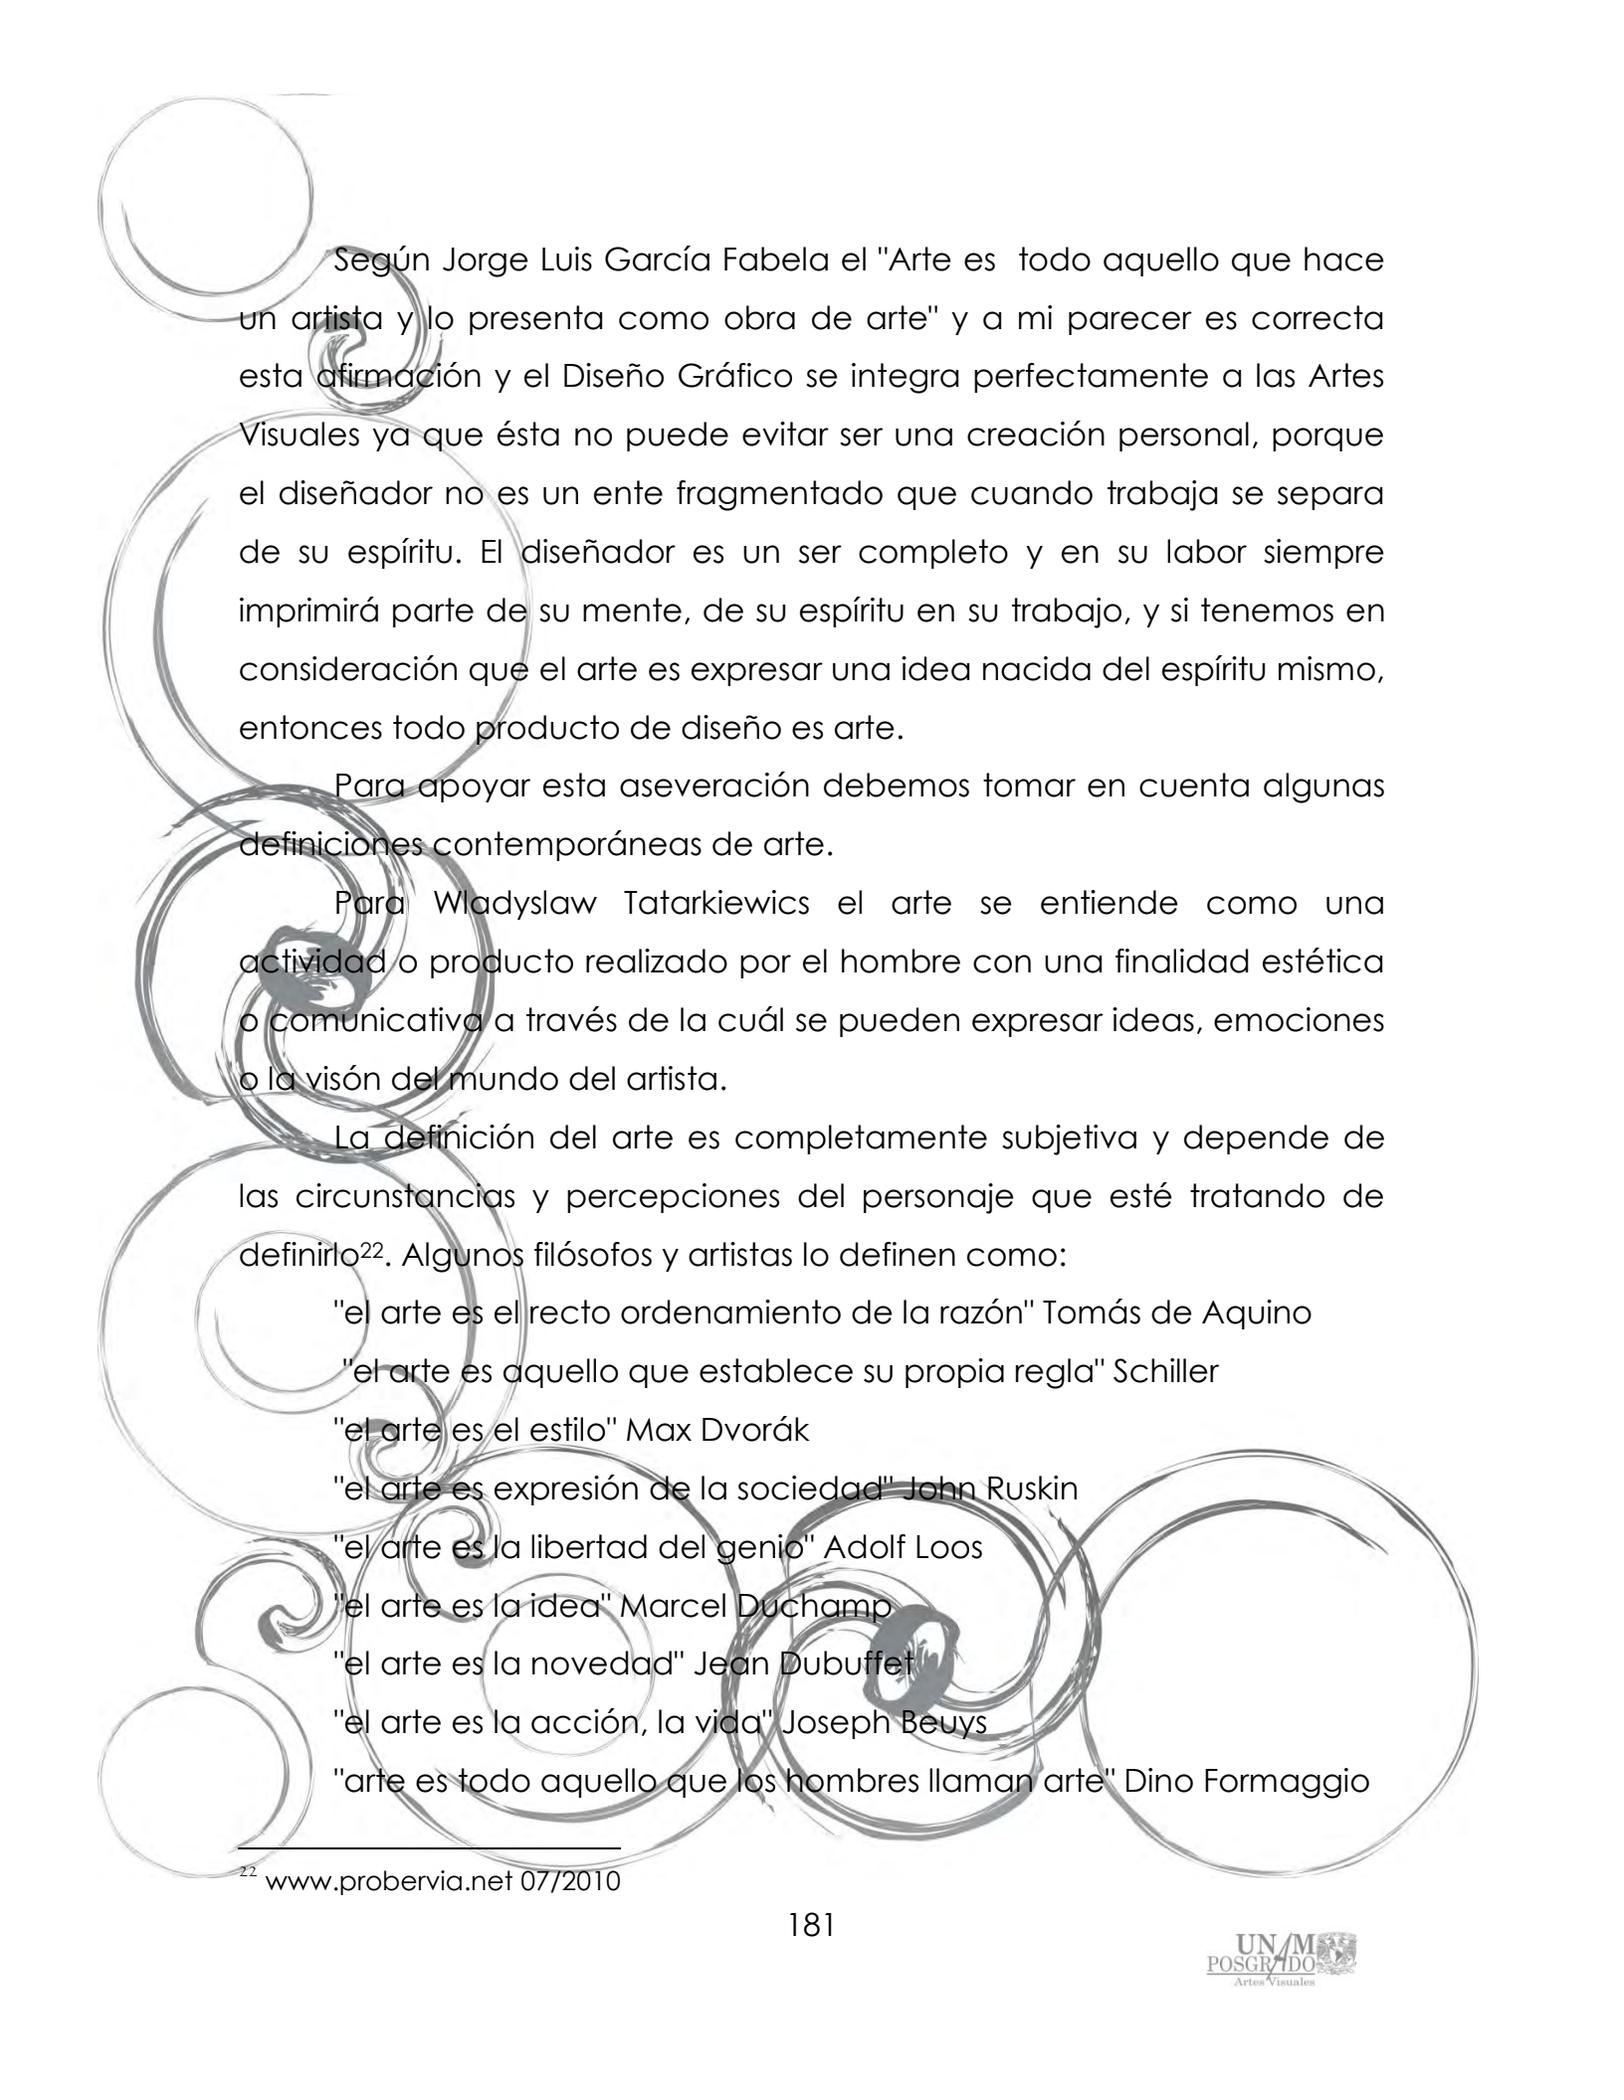 Según Jorge Luis García Fabela el "Arte es  todo aquello que hace
un artista y lo presenta como obra de arte" y a mi parecer es correcta
esta afirmación y el Diseño Gráfico se integra perfectamente a las Artes
Visuales ya que ésta no puede evitar ser una creación personal, porque
el diseñador no es un ente fragmentado que cuando trabaja se separa
de su espíritu. El diseñador es un ser completo y en su labor siempre
imprimirá parte de su mente, de su espíritu en su trabajo, y si tenemos en
consideración que el arte es expresar una idea nacida del espíritu mismo,
entonces todo producto de diseño es arte.
Para apoyar esta aseveración debemos tomar en cuenta algunas
definiciones contemporáneas de arte.
Para Wladyslaw Tatarkiewics el arte se entiende como una
actividad o producto realizado por el hombre con una finalidad estética
o comunicativa a través de la cuál se pueden expresar ideas, emociones
o la visón del mundo del artista.
La definición del arte es completamente subjetiva y depende de
las circunstancias y percepciones del personaje que esté tratando de
definirlo22. Algunos filósofos y artistas lo definen como:
"el arte es el recto ordenamiento de la razón" Tomás de Aquino
"el arte es aquello que establece su propia regla" Schiller
"el arte es el estilo" Max Dvorák
"el arte es expresión de la sociedad" John Ruskin
"el arte es la libertad del genio" Adolf Loos
"el arte es la idea" Marcel Duchamp
"el arte es la novedad" Jean Dubuffet
"el arte es la acción, la vida" Joseph Beuys
"arte es todo aquello que los hombres llaman arte" Dino Formaggio
22 www.probervia.net 07/2010
181
UNAM
POSGRADO
Artes Visuales